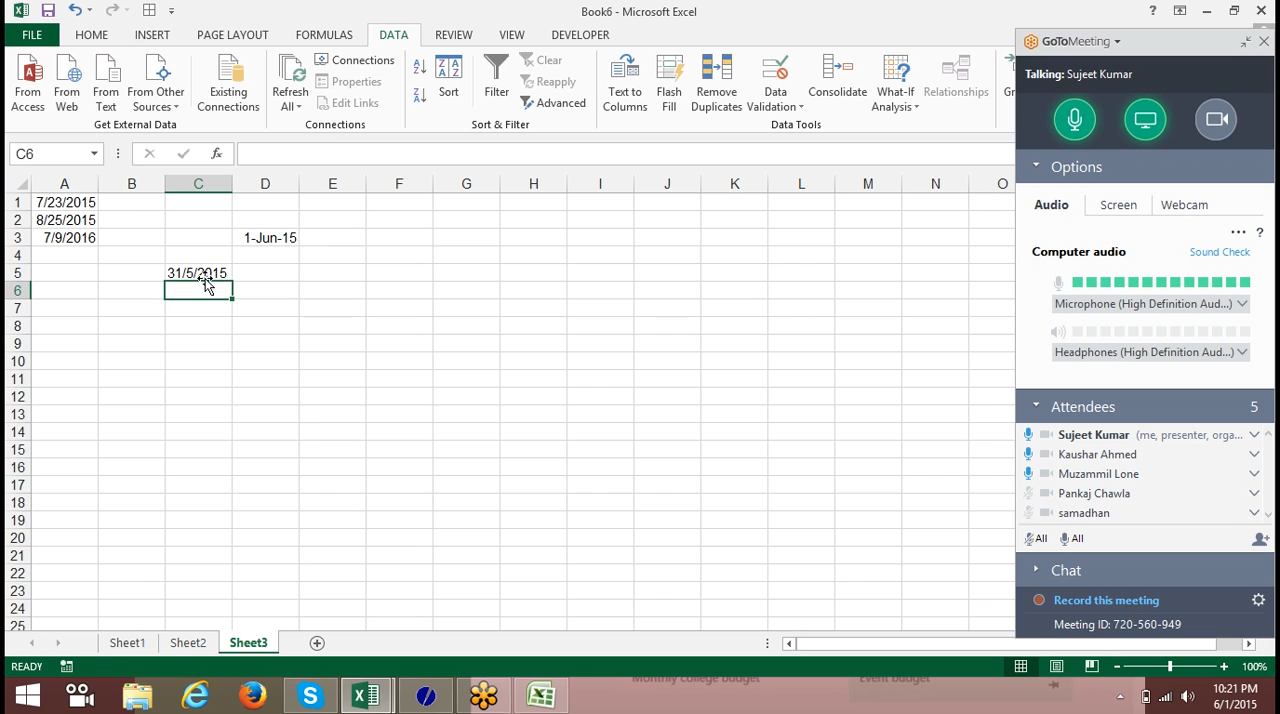 Book6 - Microsoft Excel
FILE HOME INSERT PAGE LAYOUT FORMULAS DATA REVIEW VIEW DEVELOPER
From Access
From Web
From Text
From Other Sources
Existing Connections
Get External Data
Refresh All
Connections
Properties
Edit Links
Connections
Sort
Filter
Clear
Reapply
Advanced
Sort & Filter
Text to Columns
Flash Fill
Remove Duplicates
Data Validation
Consolidate
What-If Analysis
Relationships
Data Tools
C6
fx
A B C D E F G H I J K L M N O
1 7/23/2015
2 8/25/2015
3 7/9/2016 1-Jun-15
4
5 31/5/2015
6
7
8
9
10
11
12
13
14
15
16
17
18
19
20
21
22
23
24
25
Sheet1 Sheet2 Sheet3
READY
100%
GoToMeeting
Talking: Sujeet Kumar
Options
Audio Screen Webcam
... ?
Computer audio Sound Check
Microphone (High Definition Aud...)
Headphones (High Definition Aud...)
Attendees 5
Sujeet Kumar (me, presenter, orga...
Kaushar Ahmed
Muzammil Lone
Pankaj Chawla
samadhan
All All
Chat
Record this meeting
Meeting ID: 720-560-949
Monthly college budget Event budget
10:21 PM
6/1/2015